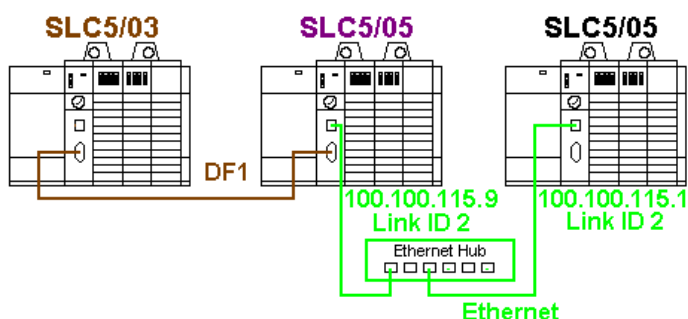 SLC5/03
SLC5/05
SLC5/05
DF1
100.100.115.9
Link ID 2
100.100.115.1
Link ID 2
Ethernet Hub
Ethernet